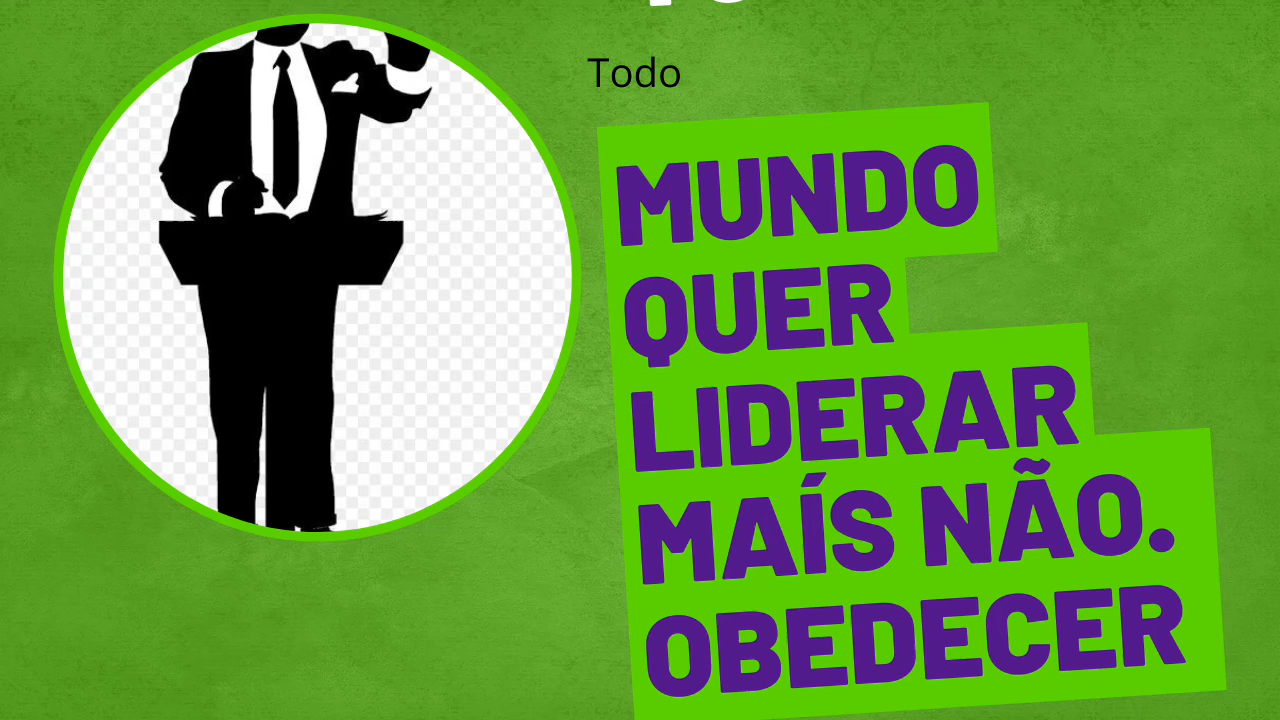 Todo
MUNDO
QUER
LIDERAR
MAÍS NÃO.
OBEDECER